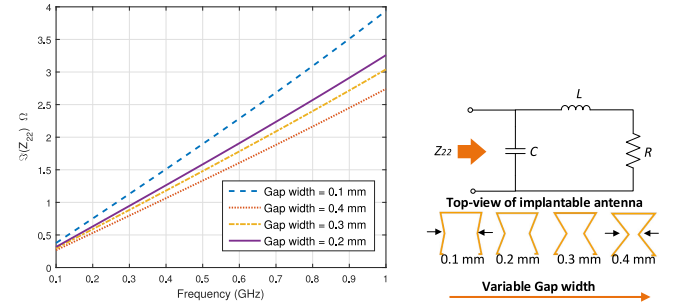 4
3.5
3
2.5
2
1.5
1
0.5
0
ℑ(Z22) Ω
0.1 0.2 0.3 0.4 0.5 0.6 0.7 0.8 0.9 1
Frequency (GHz)
Gap width = 0.1 mm
Gap width = 0.4 mm
Gap width = 0.3 mm
Gap width = 0.2 mm
L
Z22
C
R
Top-view of implantable antenna
0.1 mm 0.2 mm 0.3 mm 0.4 mm
Variable Gap width